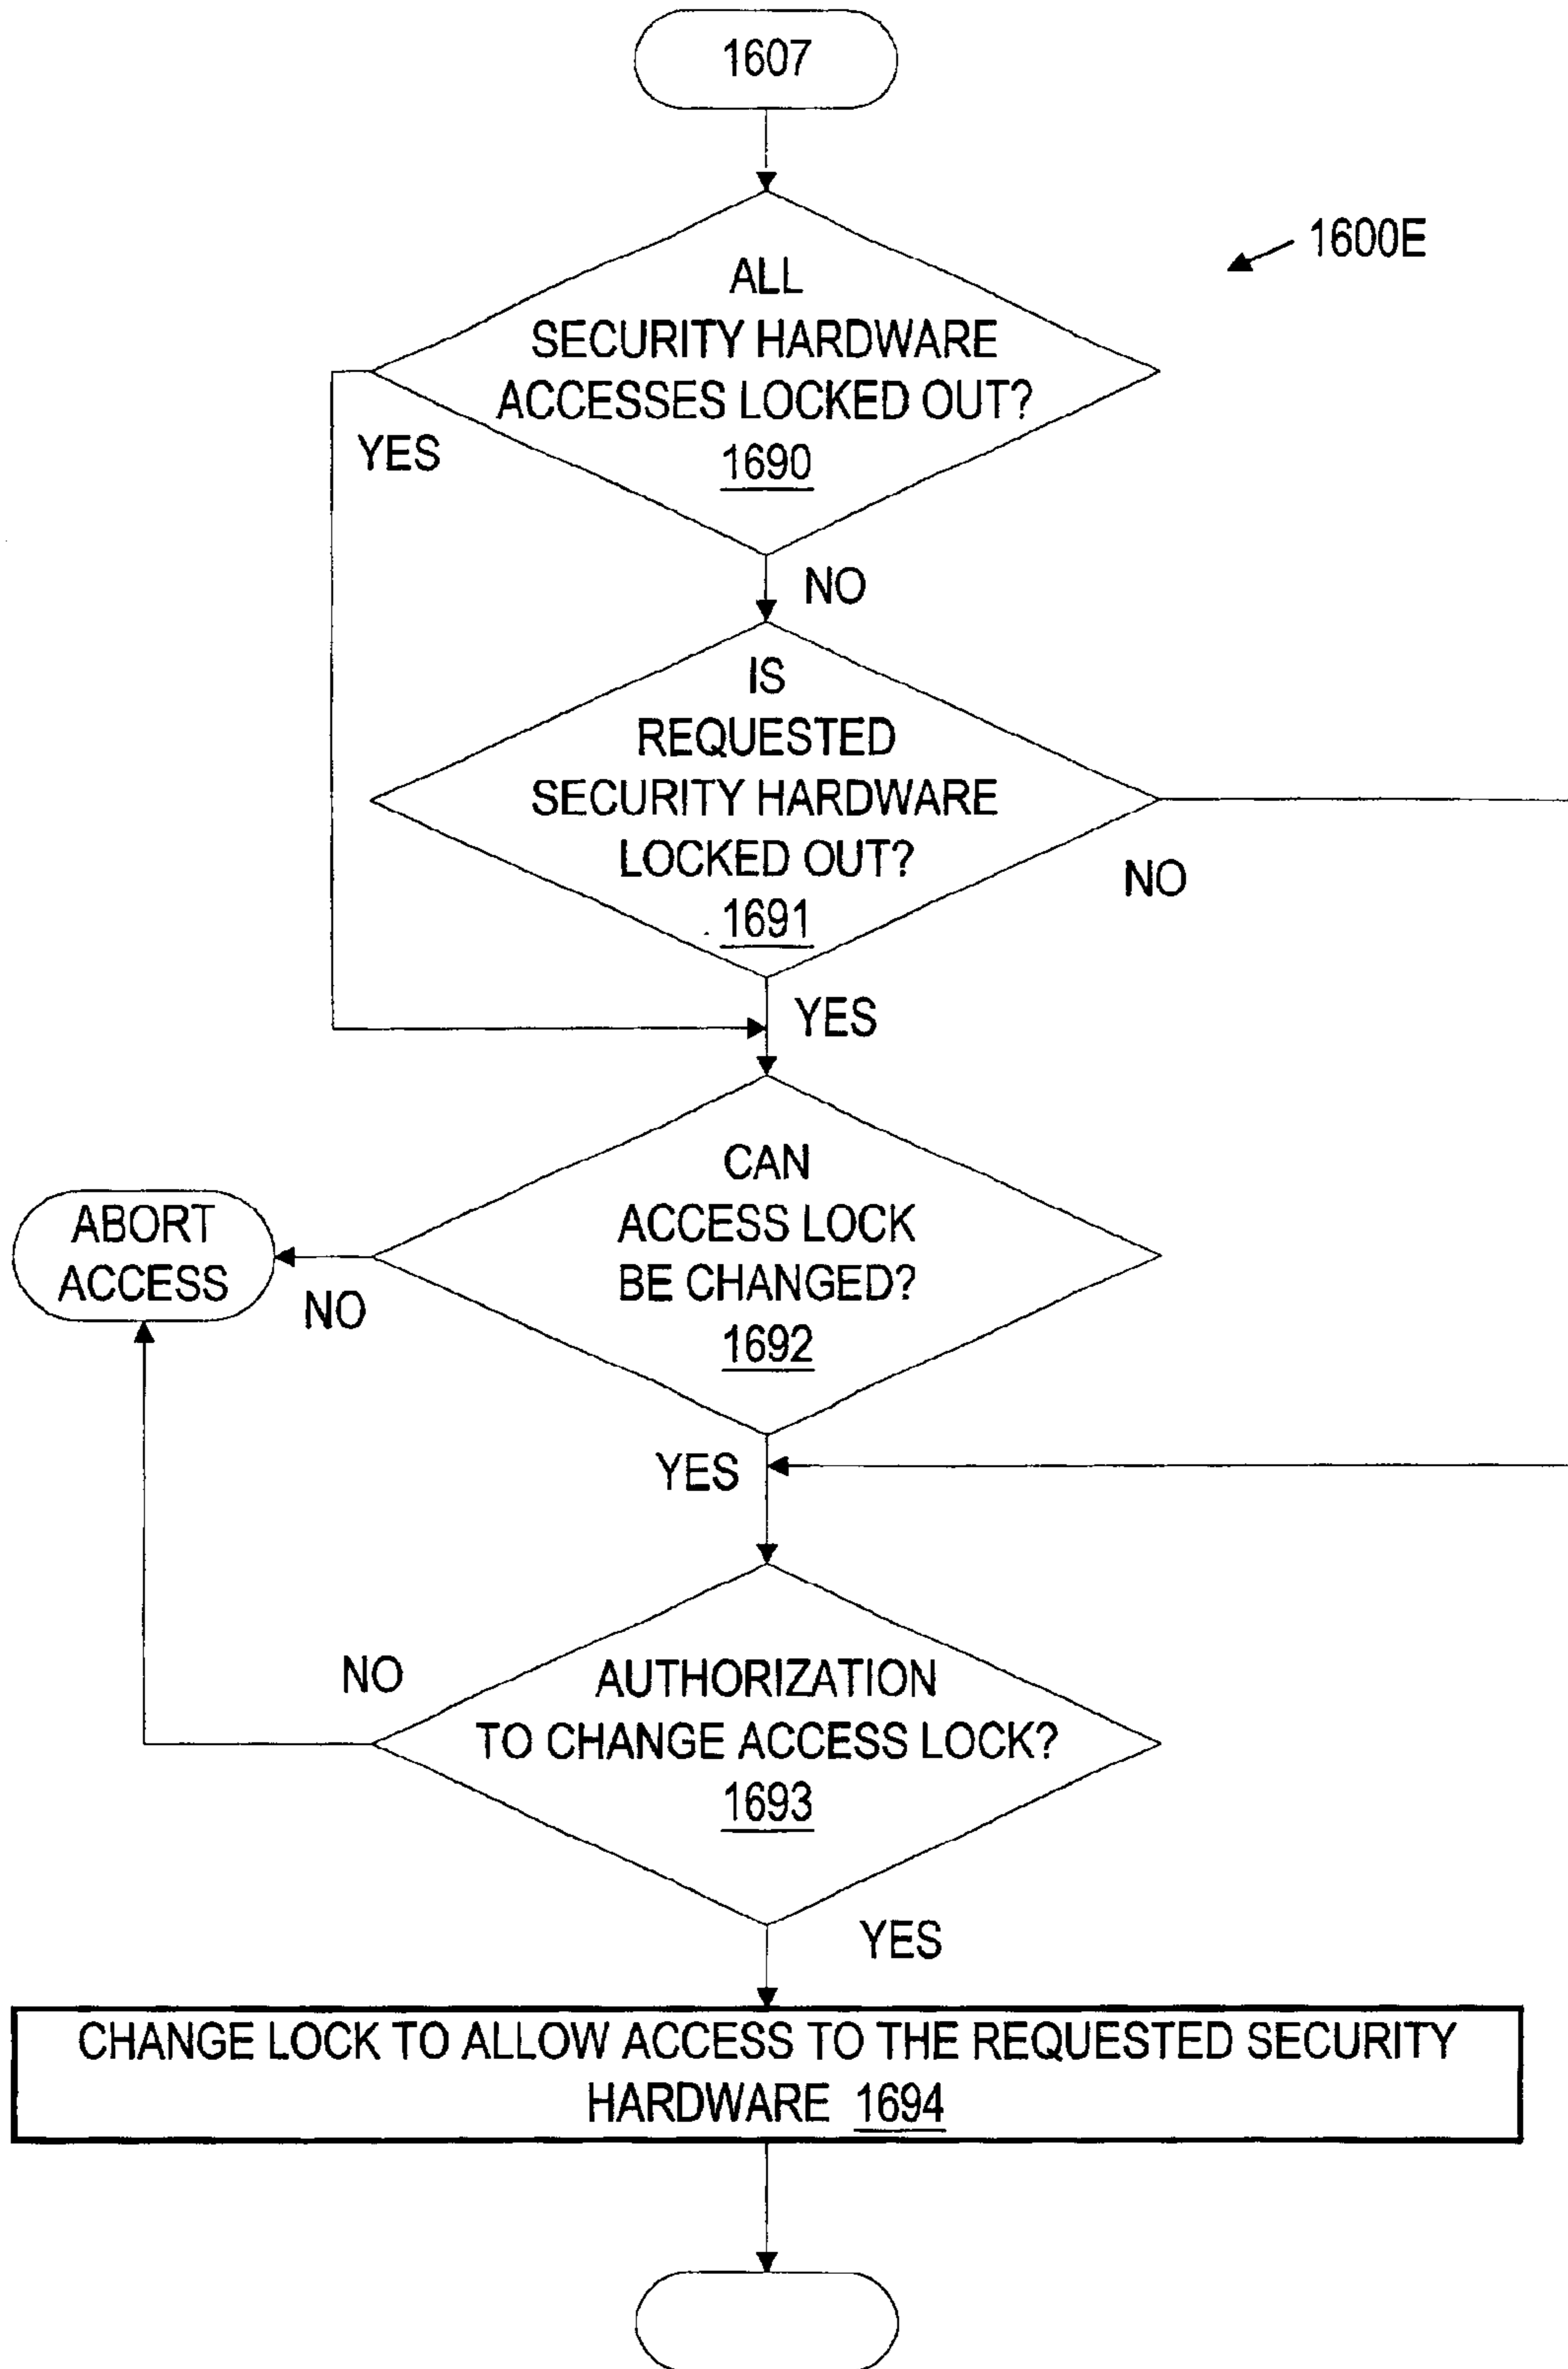 1607
1600E
ALL
SECURITY HARDWARE
ACCESSES LOCKED OUT?
1690
YES
NO
IS
REQUESTED
SECURITY HARDWARE
LOCKED OUT?
1691
NO
YES
CAN
ACCESS LOCK
BE CHANGED?
1692
ABORT
ACCESS
NO
YES
AUTHORIZATION
TO CHANGE ACCESS LOCK?
1693
NO
YES
CHANGE LOCK TO ALLOW ACCESS TO THE REQUESTED SECURITY
HARDWARE 1694